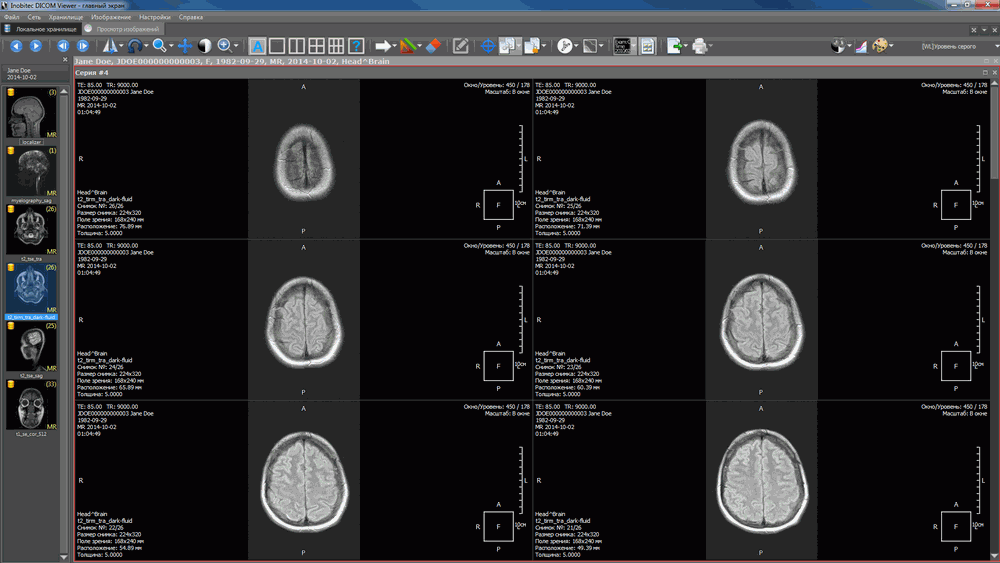 Inobitec DICOM Viewer - главный экран
Файл Сеть Хранилище Изображение Настройки Справка
Локальное хранилище Просмотр изображений
[WL]Уровень серого
Jane Doe, JDOE000000000003, F, 1982-09-29, MR, 2014-10-02, Head^Brain
Jane Doe
2014-10-02
Серия #4
(3)
MR
localizer
(1)
MR
myelography_sag
(26)
MR
t2_tse_tra
(26)
MR
t2_tirm_tra_dark-fluid
(25)
MR
t2_tse_sag
(33)
MR
t1_se_cor_512
TE: 85.00 TR: 9000.00
JDOE000000000003 Jane Doe
1982-09-29
MR 2014-10-02
01:04:49
A
Окно/Уровень: 450 / 178
Масштаб: В окне
R
L
Head^Brain
t2_tirm_tra_dark-fluid
Снимок №: 26/26
Размер снимка: 224x320
Поле зрения: 168x240 мм
Расположение: 76.89 мм
Толщина: 5.0000
P
A
R F 10см
P
TE: 85.00 TR: 9000.00
JDOE000000000003 Jane Doe
1982-09-29
MR 2014-10-02
01:04:49
A
Окно/Уровень: 450 / 178
Масштаб: В окне
R
L
Head^Brain
t2_tirm_tra_dark-fluid
Снимок №: 25/26
Размер снимка: 224x320
Поле зрения: 168x240 мм
Расположение: 71.39 мм
Толщина: 5.0000
P
A
R F 10см
P
TE: 85.00 TR: 9000.00
JDOE000000000003 Jane Doe
1982-09-29
MR 2014-10-02
01:04:49
A
Окно/Уровень: 450 / 178
Масштаб: В окне
R
L
Head^Brain
t2_tirm_tra_dark-fluid
Снимок №: 24/26
Размер снимка: 224x320
Поле зрения: 168x240 мм
Расположение: 65.89 мм
Толщина: 5.0000
P
A
R F 10см
P
TE: 85.00 TR: 9000.00
JDOE000000000003 Jane Doe
1982-09-29
MR 2014-10-02
01:04:49
A
Окно/Уровень: 450 / 178
Масштаб: В окне
R
L
Head^Brain
t2_tirm_tra_dark-fluid
Снимок №: 23/26
Размер снимка: 224x320
Поле зрения: 168x240 мм
Расположение: 60.39 мм
Толщина: 5.0000
P
A
R F 10см
P
TE: 85.00 TR: 9000.00
JDOE000000000003 Jane Doe
1982-09-29
MR 2014-10-02
01:04:49
A
Окно/Уровень: 450 / 178
Масштаб: В окне
R
L
Head^Brain
t2_tirm_tra_dark-fluid
Снимок №: 22/26
Размер снимка: 224x320
Поле зрения: 168x240 мм
Расположение: 54.89 мм
Толщина: 5.0000
P
A
R F 10см
P
TE: 85.00 TR: 9000.00
JDOE000000000003 Jane Doe
1982-09-29
MR 2014-10-02
01:04:49
A
Окно/Уровень: 450 / 178
Масштаб: В окне
R
L
Head^Brain
t2_tirm_tra_dark-fluid
Снимок №: 21/26
Размер снимка: 224x320
Поле зрения: 168x240 мм
Расположение: 49.39 мм
Толщина: 5.0000
P
A
R F 10см
P